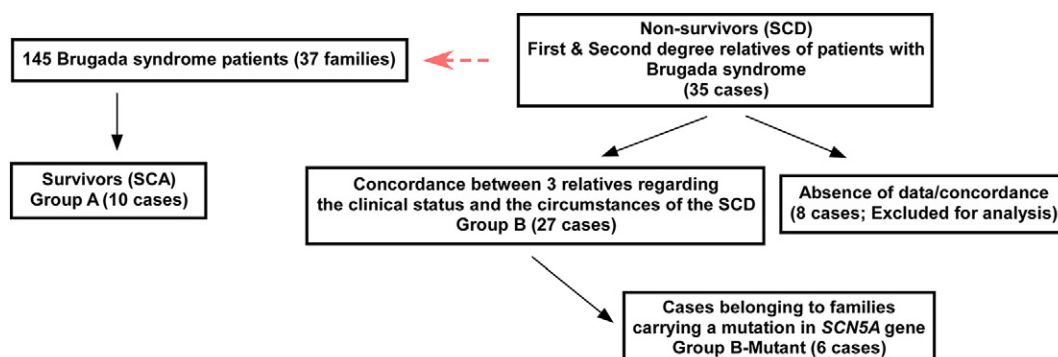 145 Brugada syndrome patients (37 families)
Non-survivors (SCD)
First & Second degree relatives of patients with
Brugada syndrome
(35 cases)
Survivors (SCA)
Group A (10 cases)
Concordance between 3 relatives regarding
the clinical status and the circumstances of the SCD
Group B (27 cases)
Absence of data/concordance
(8 cases; Excluded for analysis)
Cases belonging to families
carrying a mutation in SCN5A gene
Group B-Mutant (6 cases)